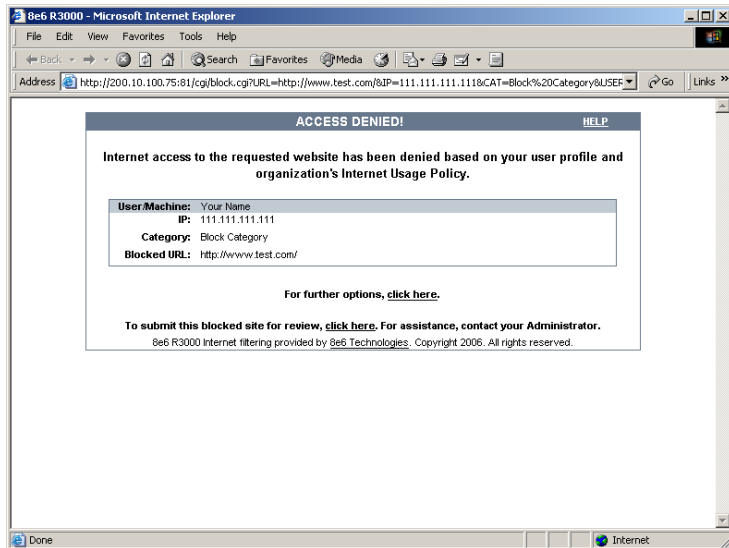 8e6 R3000 - Microsoft Internet Explorer
File Edit View Favorites Tools Help
Back Search Favorites Media
Address http://200.10.100.75:81/cgi/block.cgi?URL=http://www.test.com/&IP=111.111.111.111&CAT=Block%20Category&USER Go Links »
ACCESS DENIED! HELP
Internet access to the requested website has been denied based on your user profile and
organization's Internet Usage Policy.
User/Machine: Your Name
IP: 111.111.111.111
Category: Block Category
Blocked URL: http://www.test.com/
For further options, click here.
To submit this blocked site for review, click here. For assistance, contact your Administrator.
8e6 R3000 Internet filtering provided by 8e6 Technologies. Copyright 2006. All rights reserved.
Done Internet